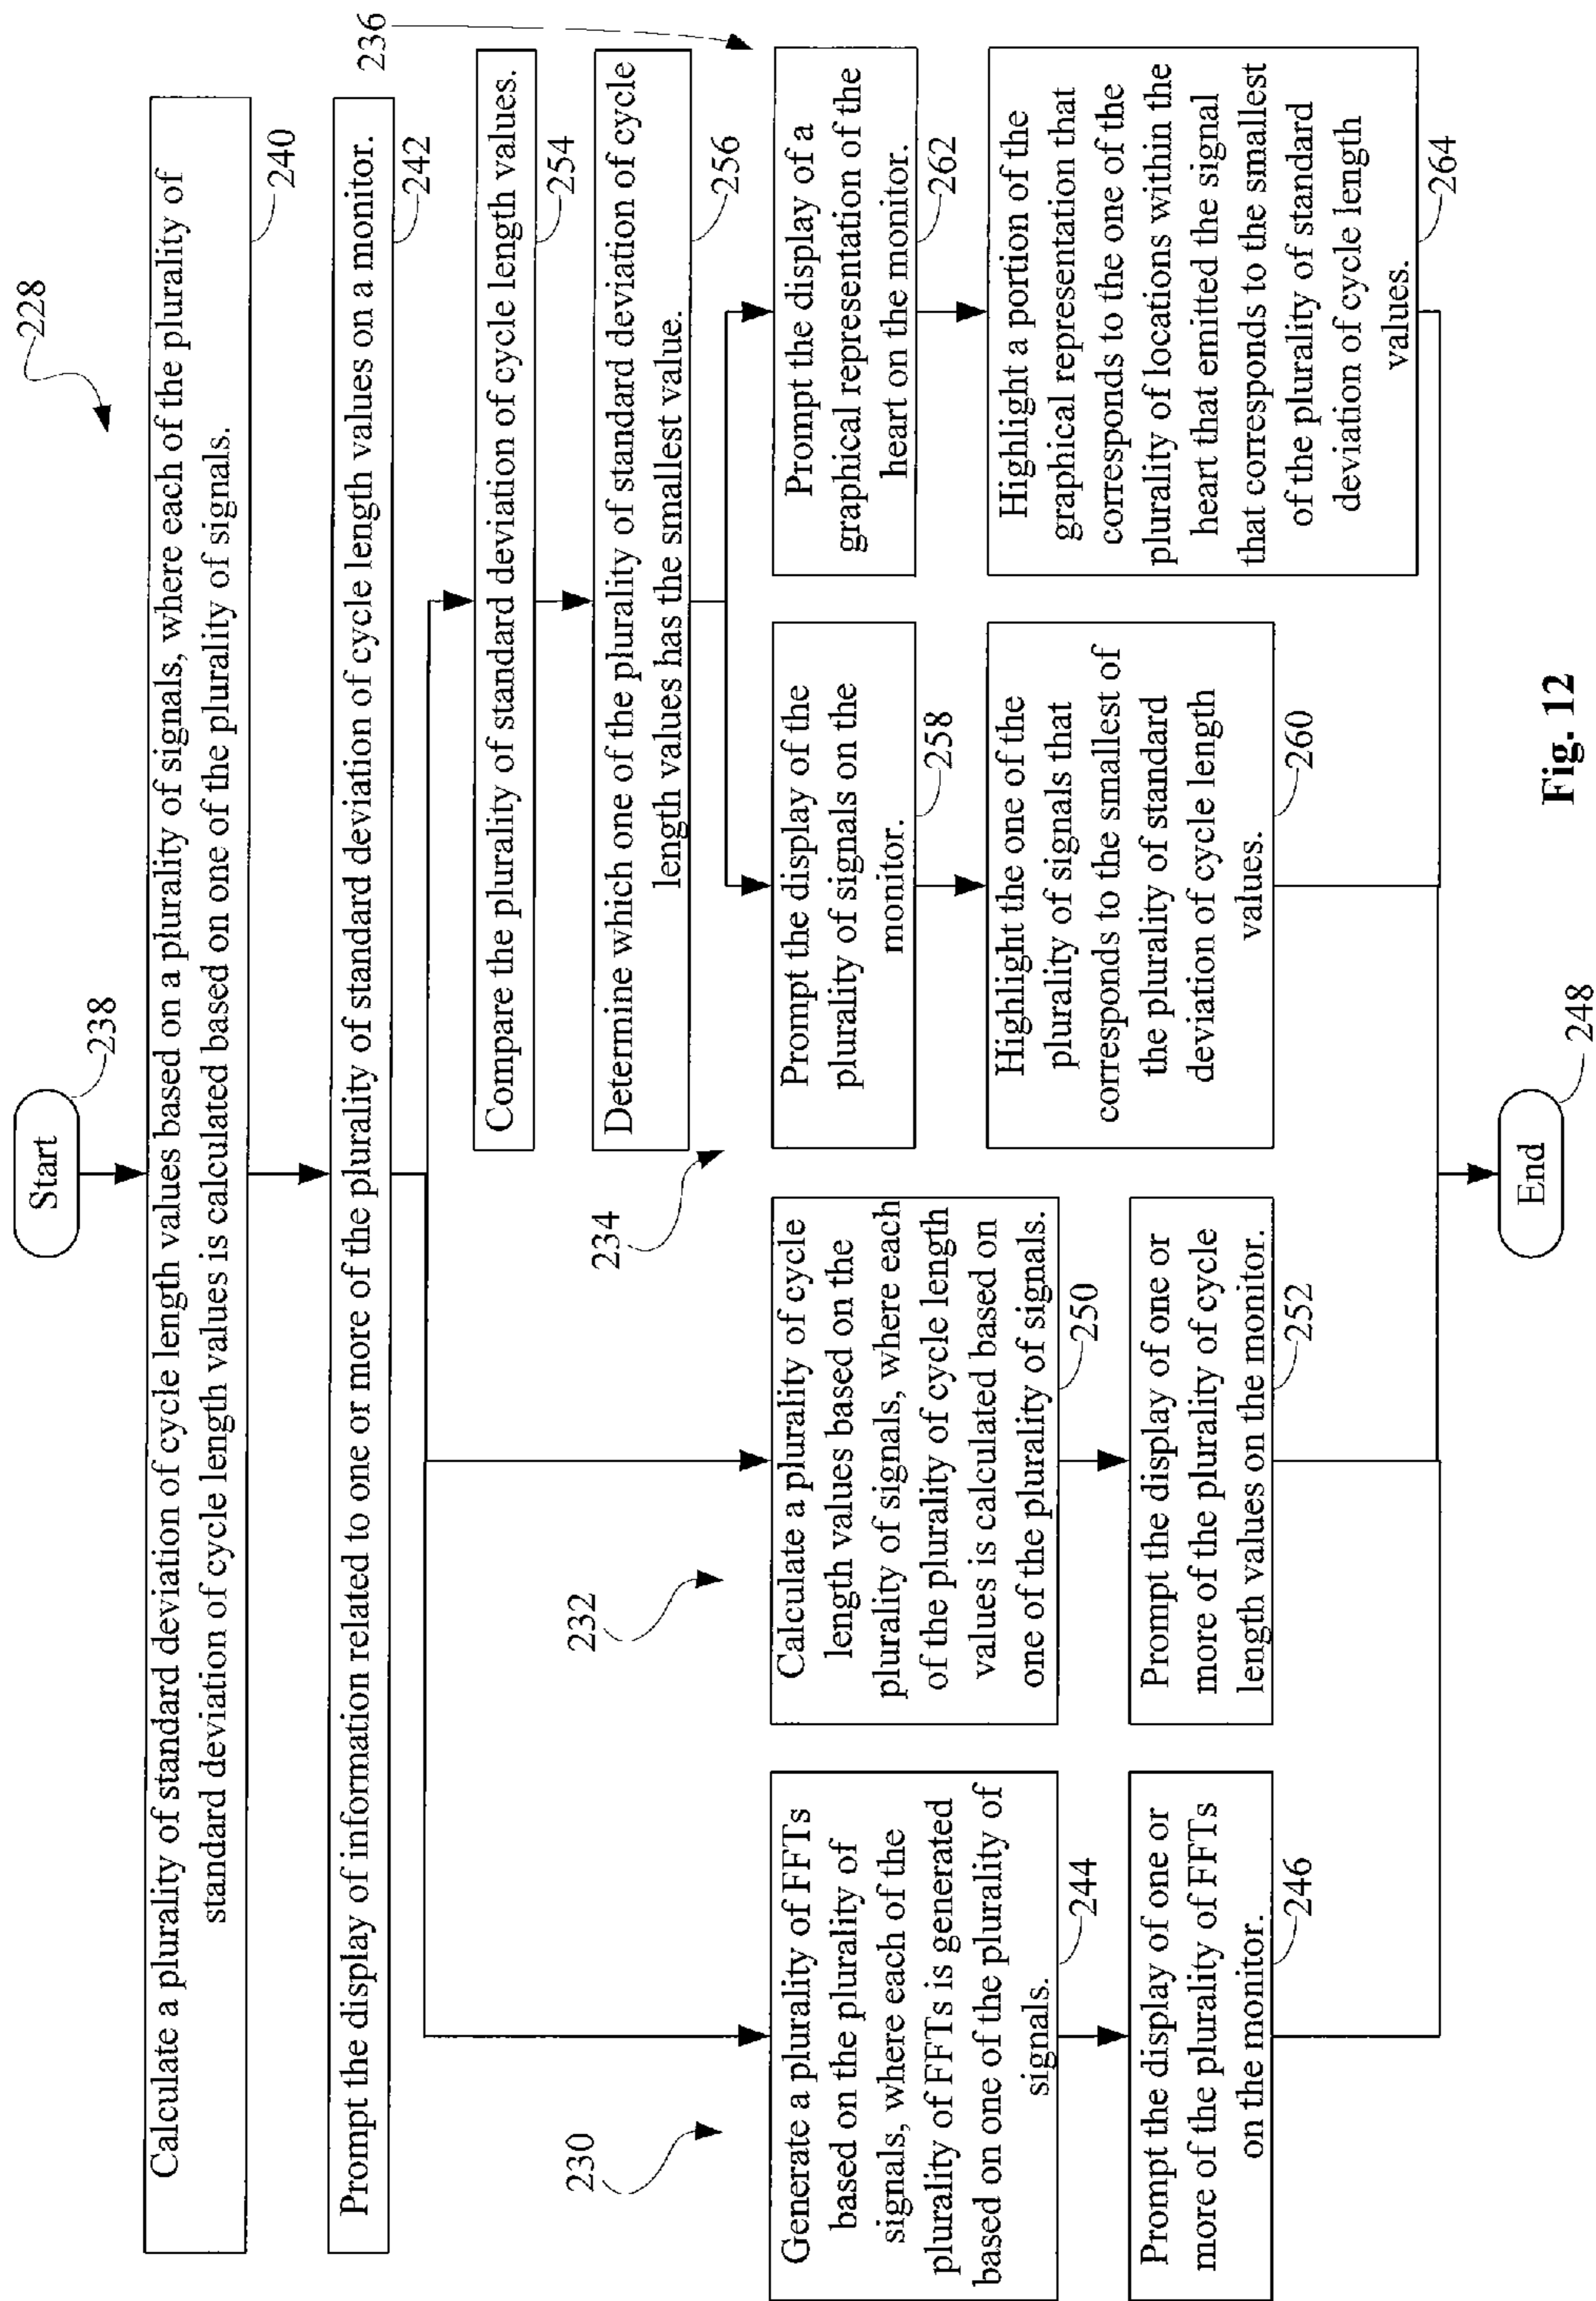 228
Start
238
Calculate a plurality of standard deviation of cycle length values based on a plurality of signals, where each of the plurality of
standard deviation of cycle length values is calculated based on one of the plurality of signals.
240
Prompt the display of information related to one or more of the plurality of standard deviation of cycle length values on a monitor.
242
236
Compare the plurality of standard deviation of cycle length values.
254
Determine which one of the plurality of standard deviation of cycle
length values has the smallest value.
256
230
Generate a plurality of FFTs
based on the plurality of
signals, where each of the
plurality of FFTs is generated
based on one of the plurality of
signals.
244
Prompt the display of one or
more of the plurality of FFTs
on the monitor.
246
232
Calculate a plurality of cycle
length values based on the
plurality of signals, where each
of the plurality of cycle length
values is calculated based on
one of the plurality of signals.
250
Prompt the display of one or
more of the plurality of cycle
length values on the monitor.
252
234
Prompt the display of the
plurality of signals on the
monitor.
258
Highlight the one of the
plurality of signals that
corresponds to the smallest of
the plurality of standard
deviation of cycle length
values.
260
Prompt the display of a
graphical representation of the
heart on the monitor.
262
Highlight a portion of the
graphical representation that
corresponds to the one of the
plurality of locations within the
heart that emitted the signal
that corresponds to the smallest
of the plurality of standard
deviation of cycle length
values.
264
End
248
Fig. 12